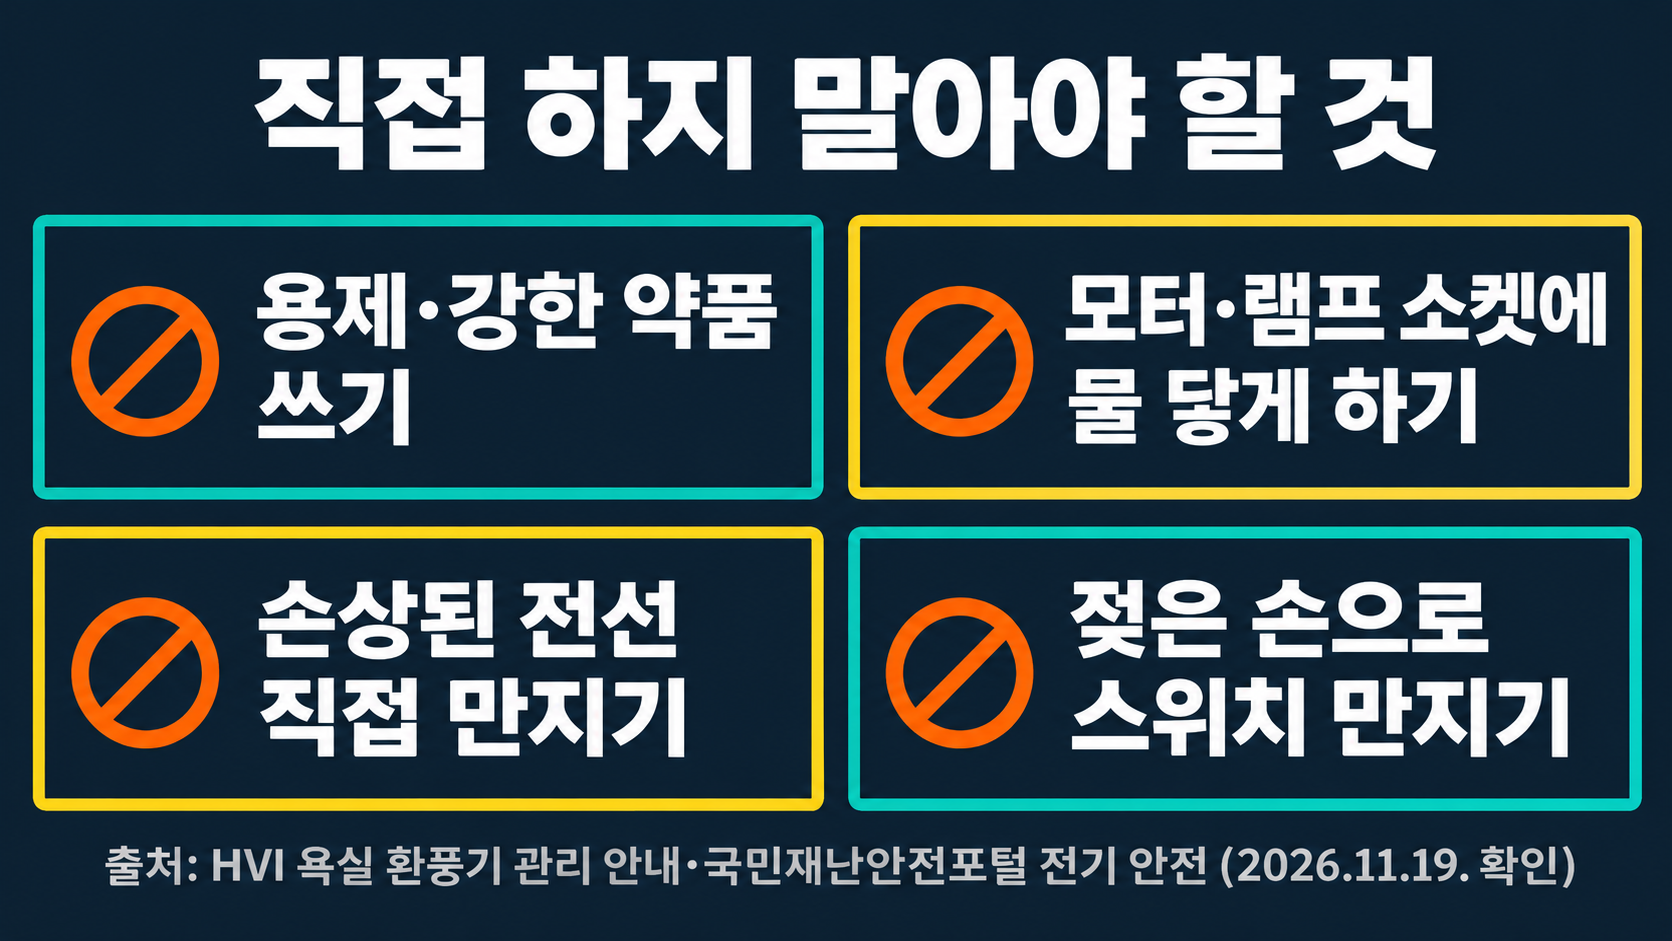 직접 하지 말아야 할 것
용제·강한 약품
쓰기
모터·램프 소켓에
물 닿게 하기
손상된 전선
직접 만지기
젖은 손으로
스위치 만지기
출처: HVI 욕실 환풍기 관리 안내·국민재난안전포털 전기 안전 (2026.11.19. 확인)